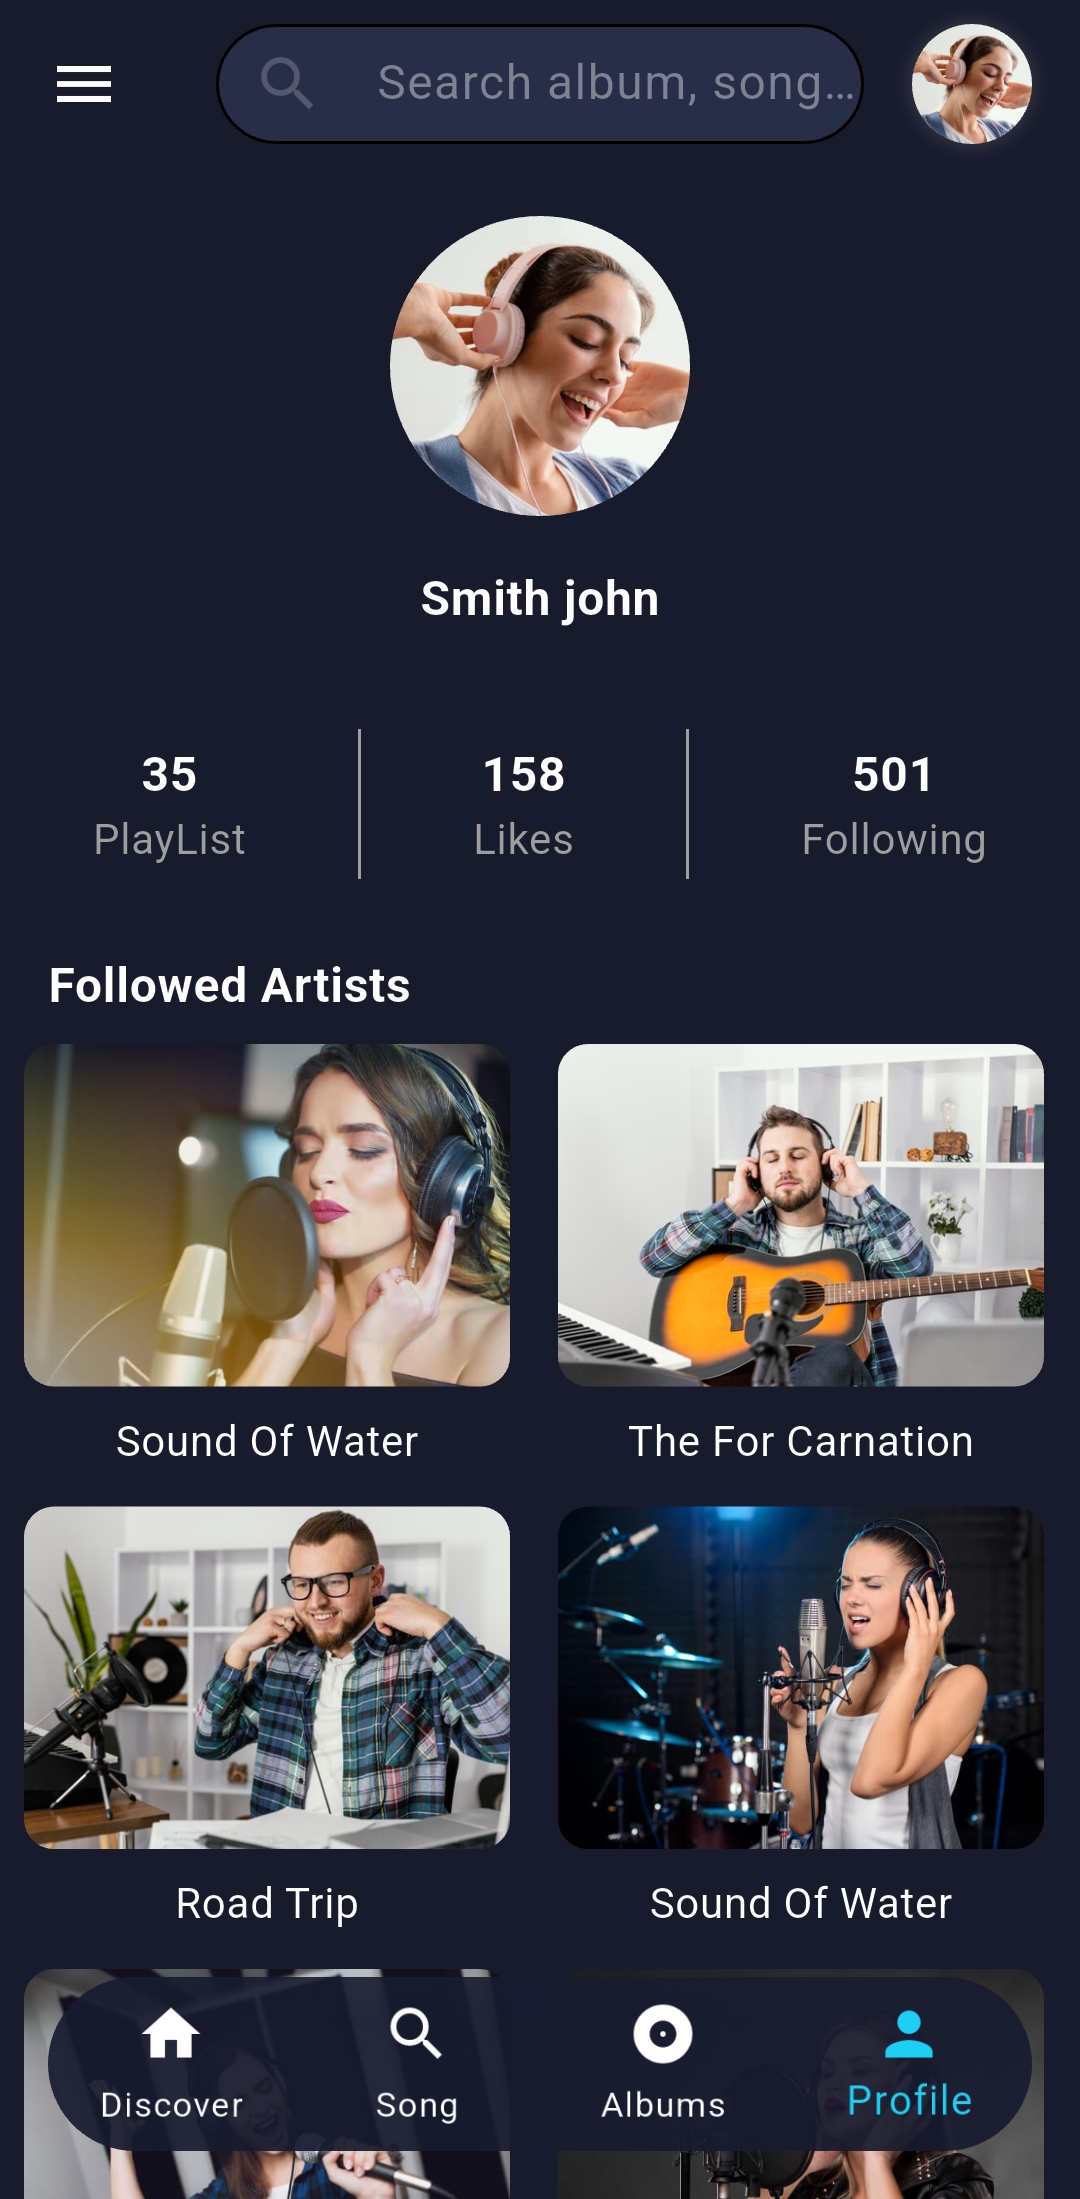 Search album, song...
Smith john
35
PlayList
158
Likes
501
Following
Followed Artists
Sound Of Water
The For Carnation
Road Trip
Sound Of Water
Discover
Song
Albums
Profile